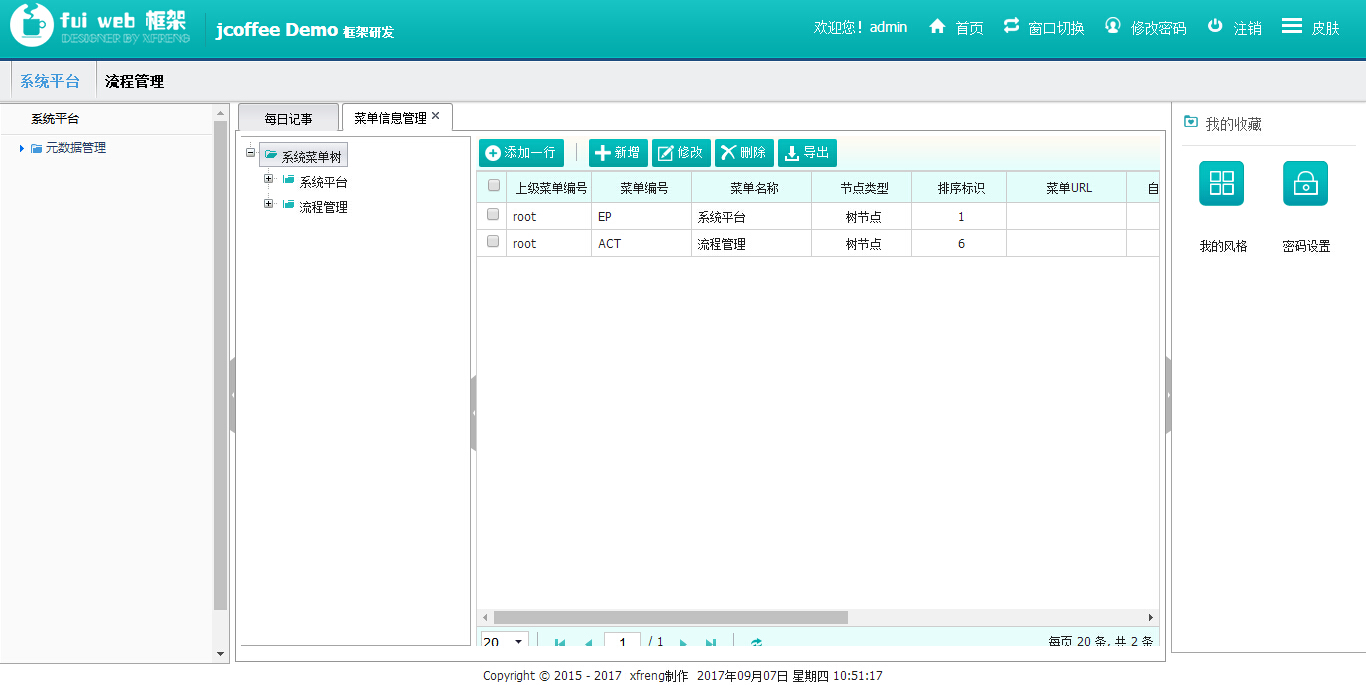 fui web 框架
DESIGNER BY XIFRENG
jcoffee Demo 框架研发
欢迎您！admin 首页 窗口切换 修改密码 注销 皮肤
系统平台 流程管理
系统平台
元数据管理
每日记事 菜单信息管理
系统菜单树
系统平台
流程管理
添加一行 新增 修改 删除 导出
上级菜单编号 菜单编号 菜单名称 节点类型 排序标识 菜单URL 自
root EP 系统平台 树节点 1
root ACT 流程管理 树节点 6
20 1 / 1 每页 20 条, 共 2 条
我的收藏
我的风格 密码设置
Copyright © 2015 - 2017 xfreng制作 2017年09月07日 星期四 10:51:17